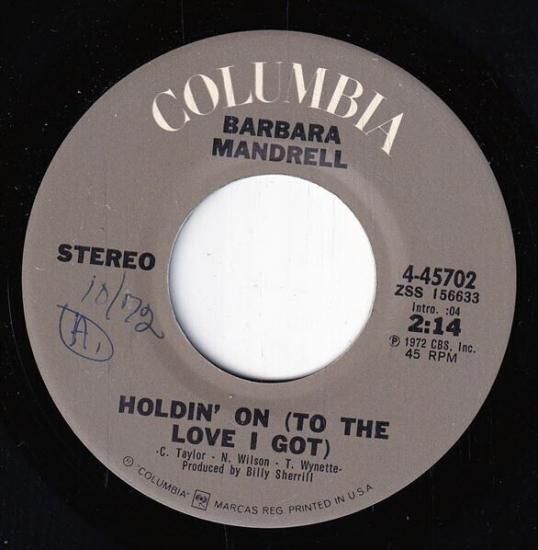 COLUMBIA
BARBARA
MANDRELL
STEREO
10/72
A,
4-45702
ZSS 156633
Intro. :04
2:14
℗ 1972 CBS, Inc.
45 RPM
HOLDIN' ON (TO THE
LOVE I GOT)
-C. Taylor - N. Wilson - T. Wynette-
Produced by Billy Sherrill
© "COLUMBIA" MARCAS REG. PRINTED IN U.S.A.